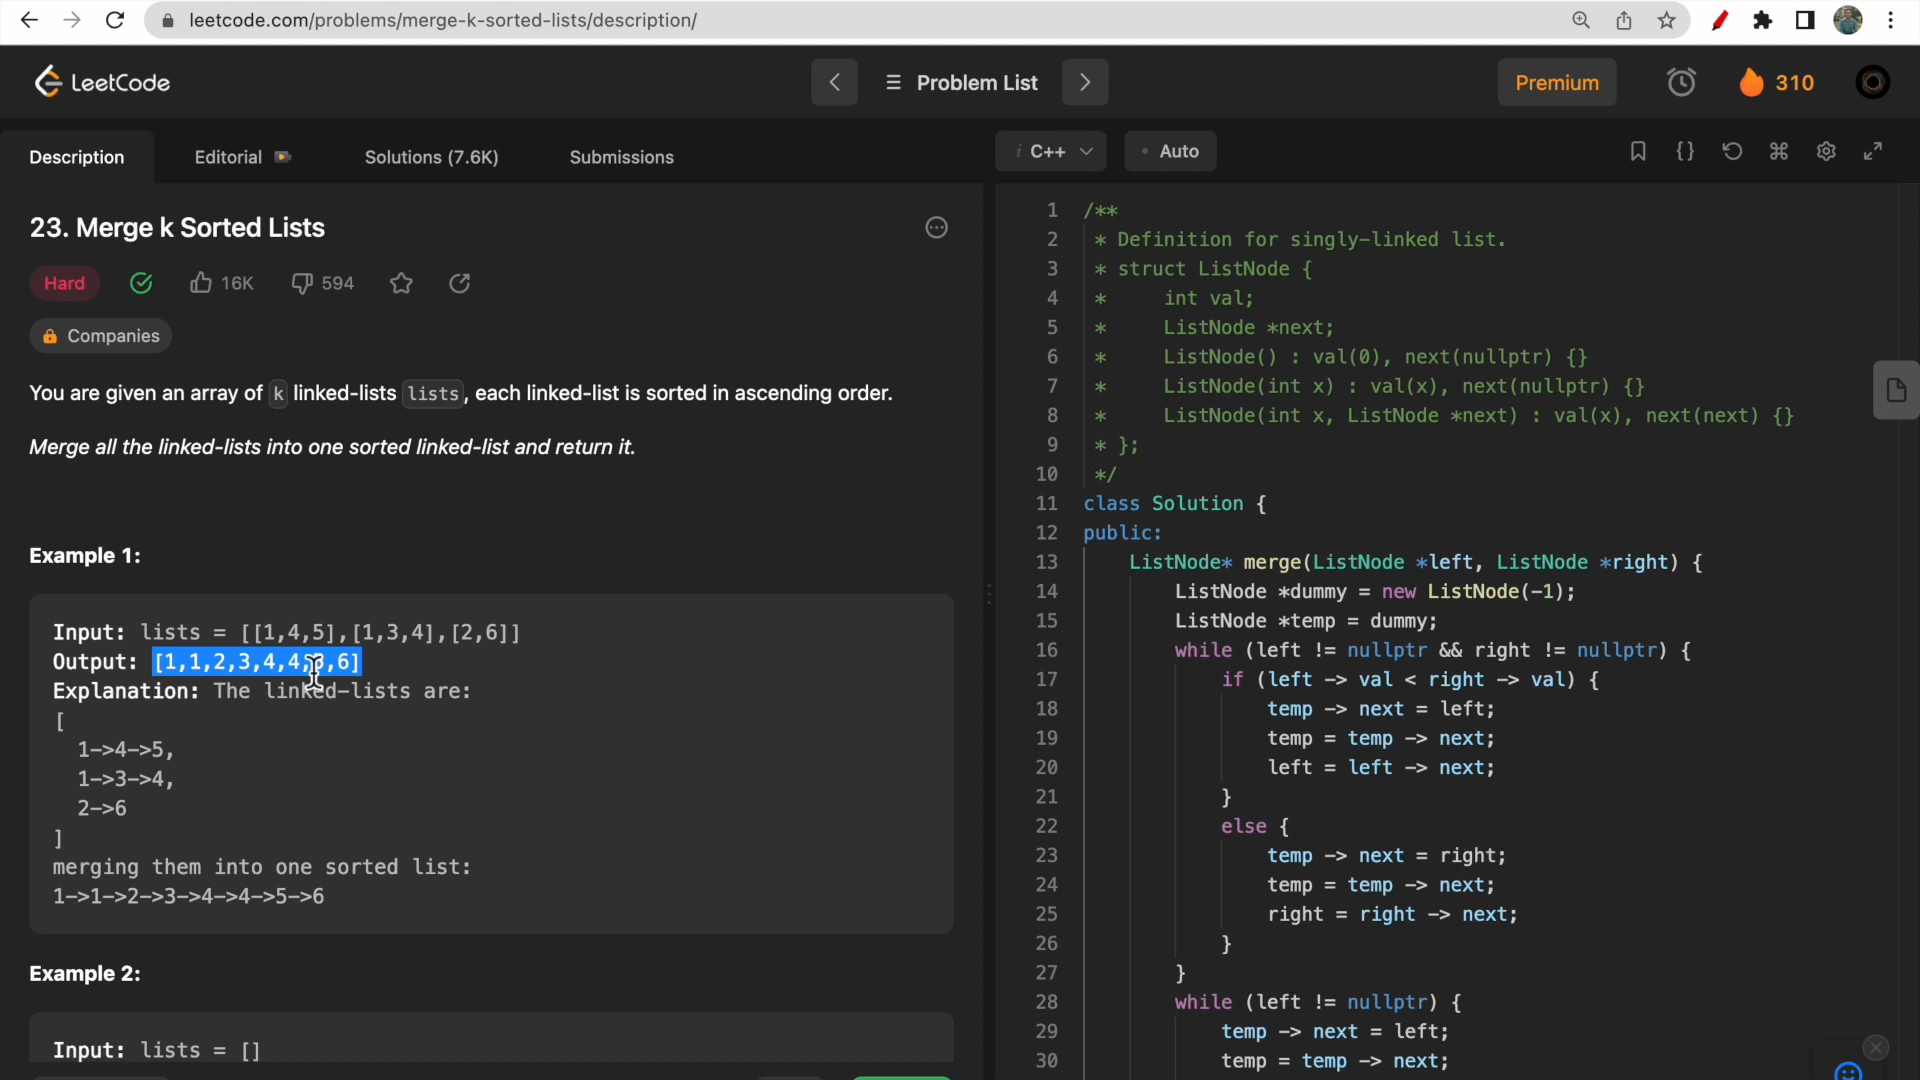 leetcode.com/problems/merge-k-sorted-lists/description/
LeetCode
Problem List
Premium
310
Description
Editorial
Solutions (7.6K)
Submissions
i C++
• Auto
23. Merge k Sorted Lists
Hard
16K
594
Companies
You are given an array of k linked-lists lists, each linked-list is sorted in ascending order.
Merge all the linked-lists into one sorted linked-list and return it.
Example 1:
Input: lists = [[1,4,5],[1,3,4],[2,6]]
Output: [1,1,2,3,4,4,5,6]
Explanation: The linked-lists are:
[
1->4->5,
1->3->4,
2->6
]
merging them into one sorted list:
1->1->2->3->4->4->5->6
Example 2:
Input: lists = []
1 /**
2 * Definition for singly-linked list.
3 * struct ListNode {
4 * int val;
5 * ListNode *next;
6 * ListNode() : val(0), next(nullptr) {}
7 * ListNode(int x) : val(x), next(nullptr) {}
8 * ListNode(int x, ListNode *next) : val(x), next(next) {}
9 * };
10 */
11 class Solution {
12 public:
13 ListNode* merge(ListNode *left, ListNode *right) {
14 ListNode *dummy = new ListNode(-1);
15 ListNode *temp = dummy;
16 while (left != nullptr && right != nullptr) {
17 if (left -> val < right -> val) {
18 temp -> next = left;
19 temp = temp -> next;
20 left = left -> next;
21 }
22 else {
23 temp -> next = right;
24 temp = temp -> next;
25 right = right -> next;
26 }
27 }
28 while (left != nullptr) {
29 temp -> next = left;
30 temp = temp -> next;